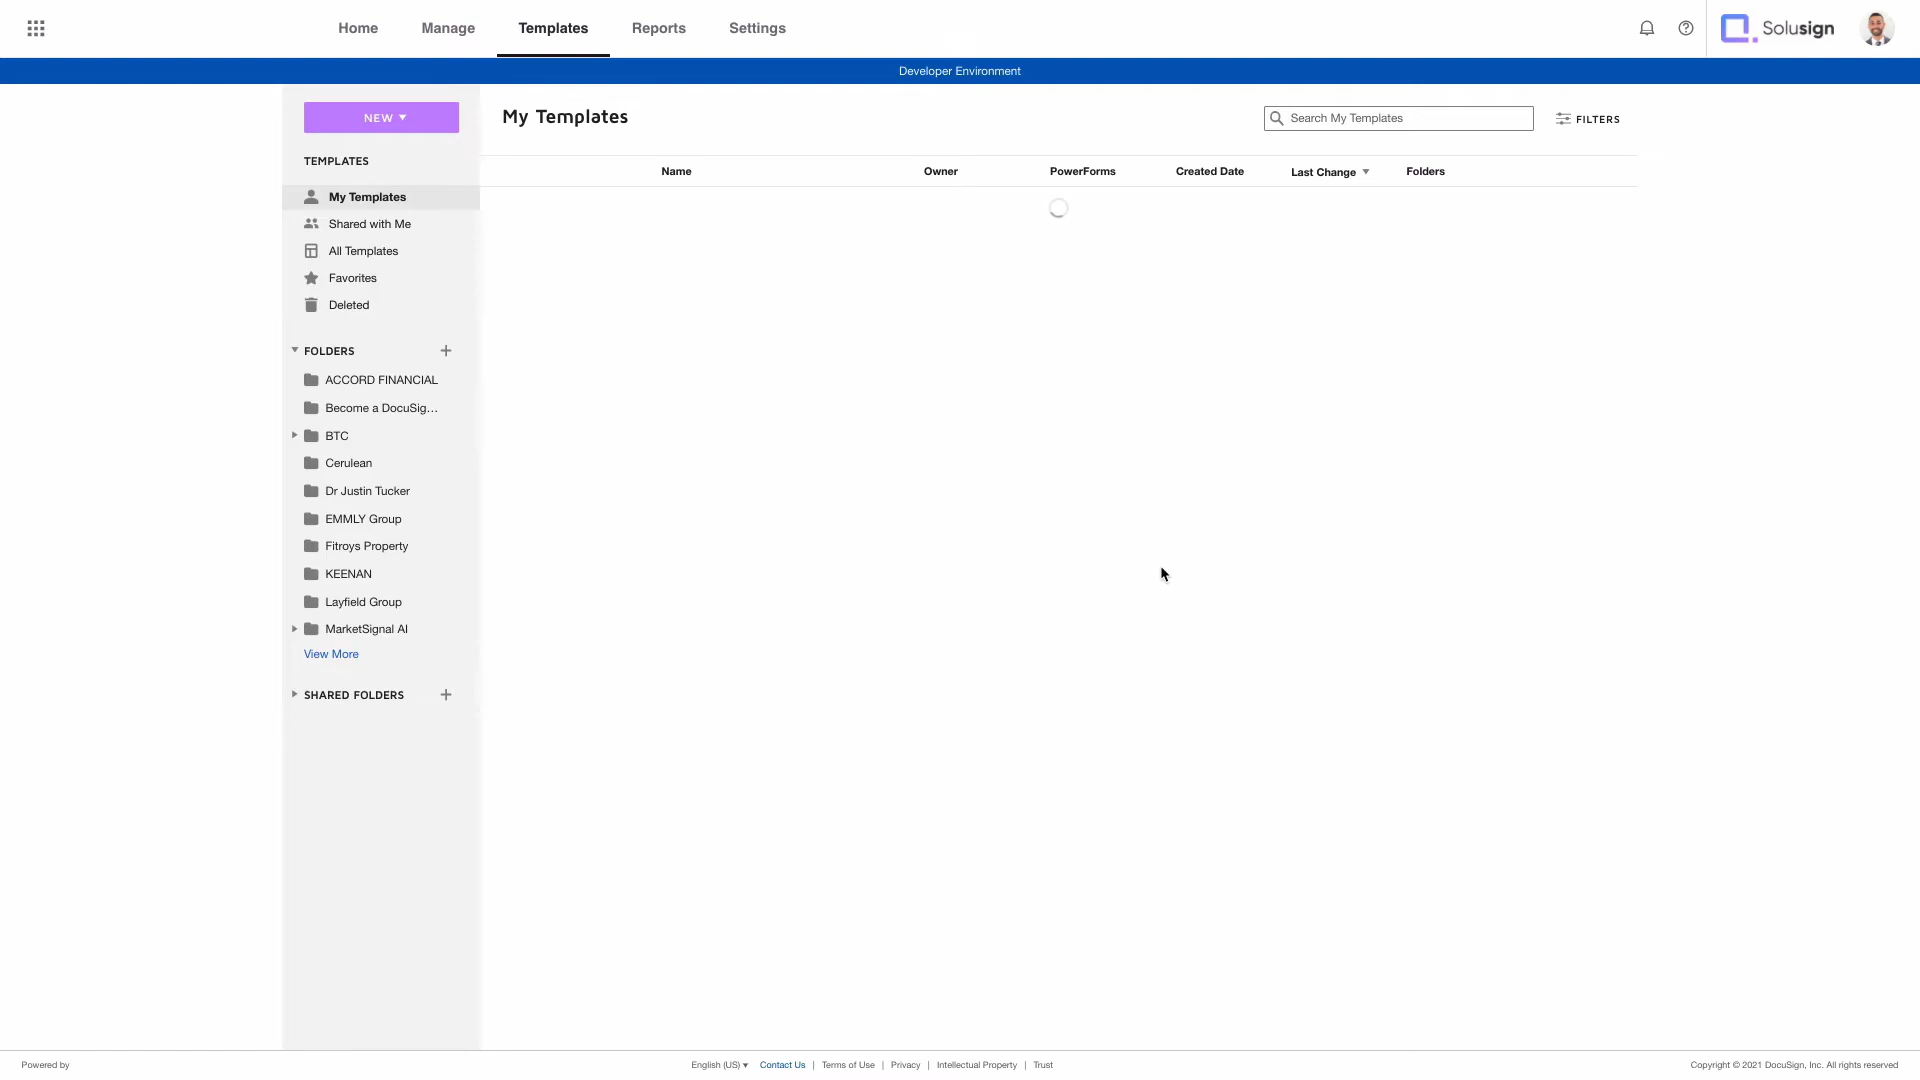 Home
Manage
Templates
Reports
Settings
Solusign
Developer Environment
NEW
My Templates
Search My Templates
FILTERS
TEMPLATES
Name
Owner
PowerForms
Created Date
Last Change
Folders
My Templates
Shared with Me
All Templates
Favorites
Deleted
FOLDERS
ACCORD FINANCIAL
Become a DocuSig...
BTC
Cerulean
Dr Justin Tucker
EMMLY Group
Fitroys Property
KEENAN
Layfield Group
MarketSignal AI
View More
SHARED FOLDERS
Powered by
English (US)
Contact Us | Terms of Use | Privacy | Intellectual Property | Trust
Copyright © 2021 DocuSign, Inc. All rights reserved